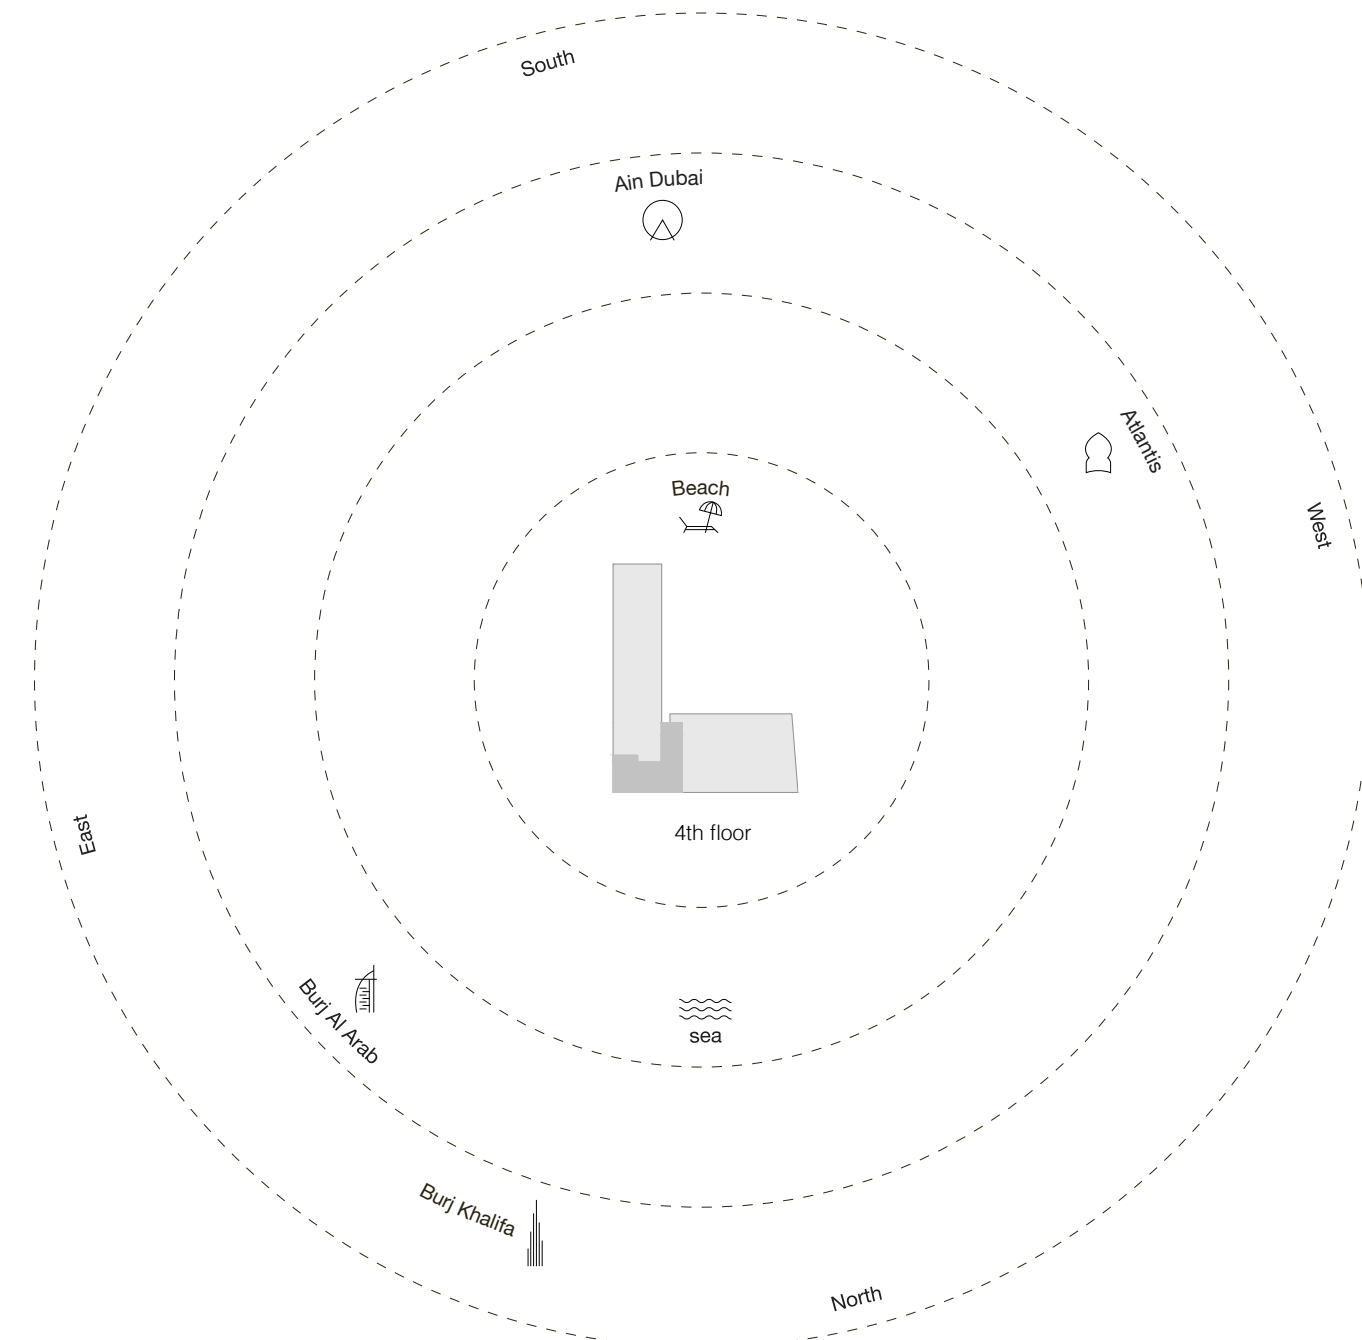 South
Ain Dubai
Atlantis
Beach
West
East
4th floor
Burj Al Arab
sea
Burj Khalifa
North